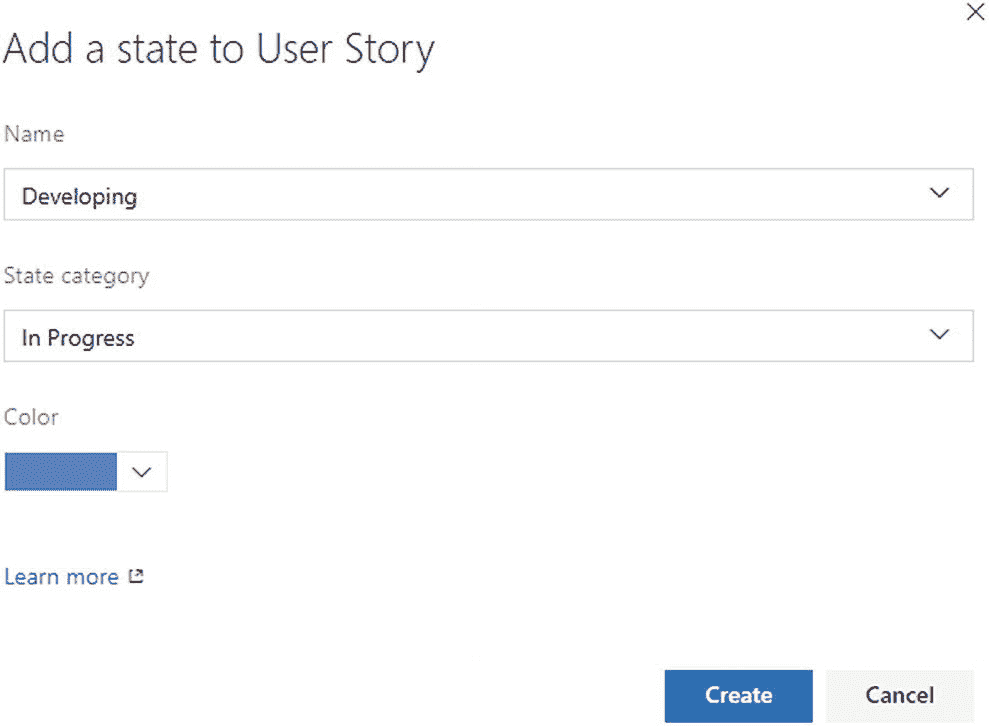 Add a state to User Story
Name
Developing
State category
In Progress
Color
Learn more
Create Cancel